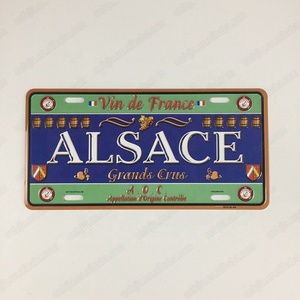 Vin de France
ALSACE
Grands Crus
A O C
Appellation d'Origine Contrôlée